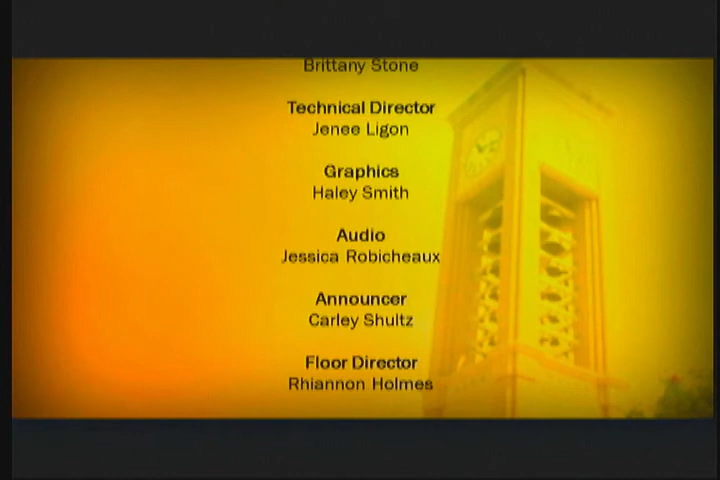 Brittany Stone
Technical Director
Jenee Ligon
Graphics
Haley Smith
Audio
Jessica Robicheaux
Announcer
Carley Shultz
Floor Director
Rhiannon Holmes